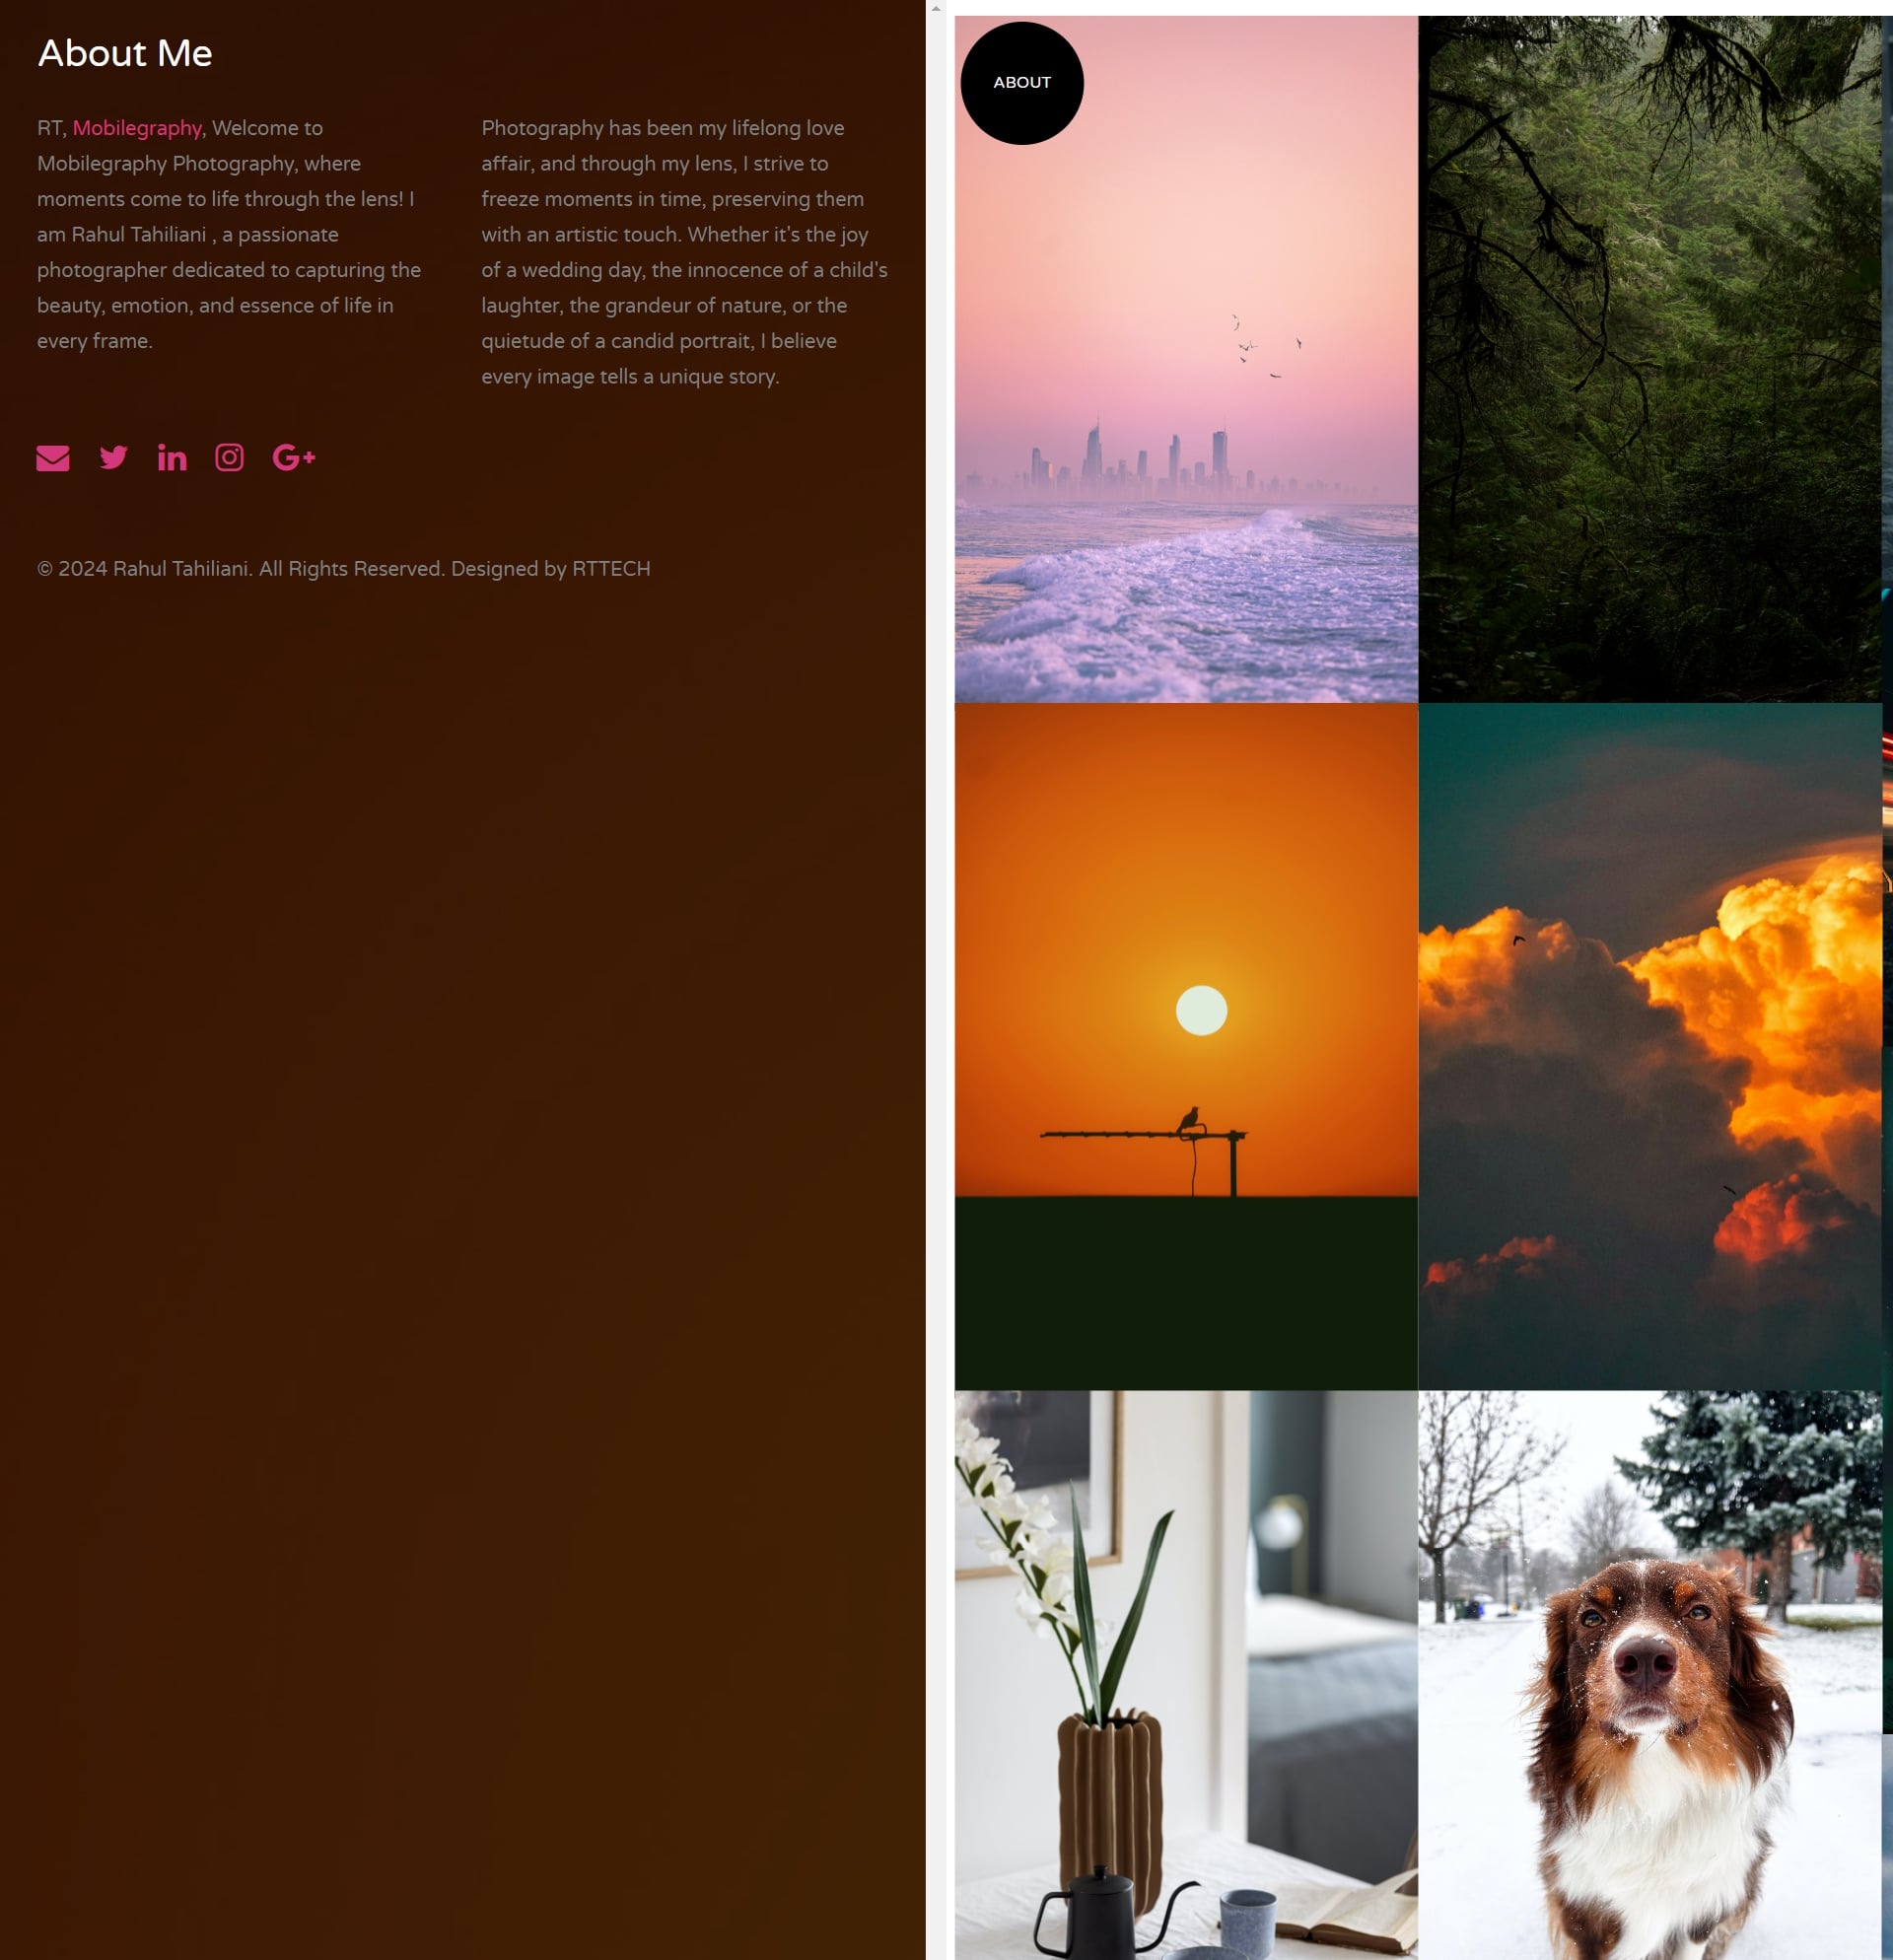 About Me
RT, Mobilegraphy, Welcome to
Mobilegraphy Photography, where
moments come to life through the lens! I
am Rahul Tahiliani , a passionate
photographer dedicated to capturing the
beauty, emotion, and essence of life in
every frame.
Photography has been my lifelong love
affair, and through my lens, I strive to
freeze moments in time, preserving them
with an artistic touch. Whether it's the joy
of a wedding day, the innocence of a child's
laughter, the grandeur of nature, or the
quietude of a candid portrait, I believe
every image tells a unique story.
© 2024 Rahul Tahiliani. All Rights Reserved. Designed by RTTECH
ABOUT